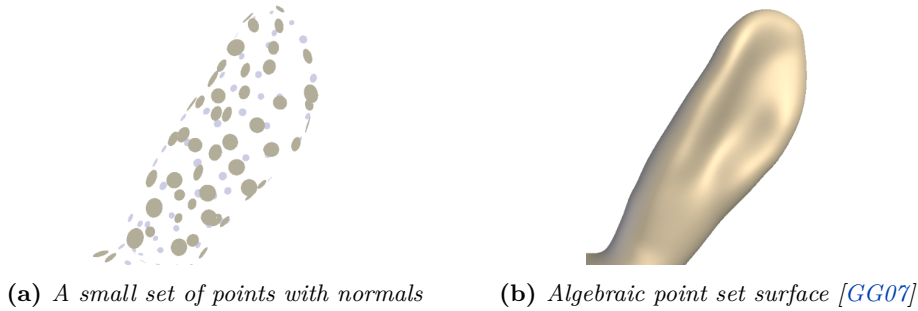 (a) A small set of points with normals
(b) Algebraic point set surface [GG07]